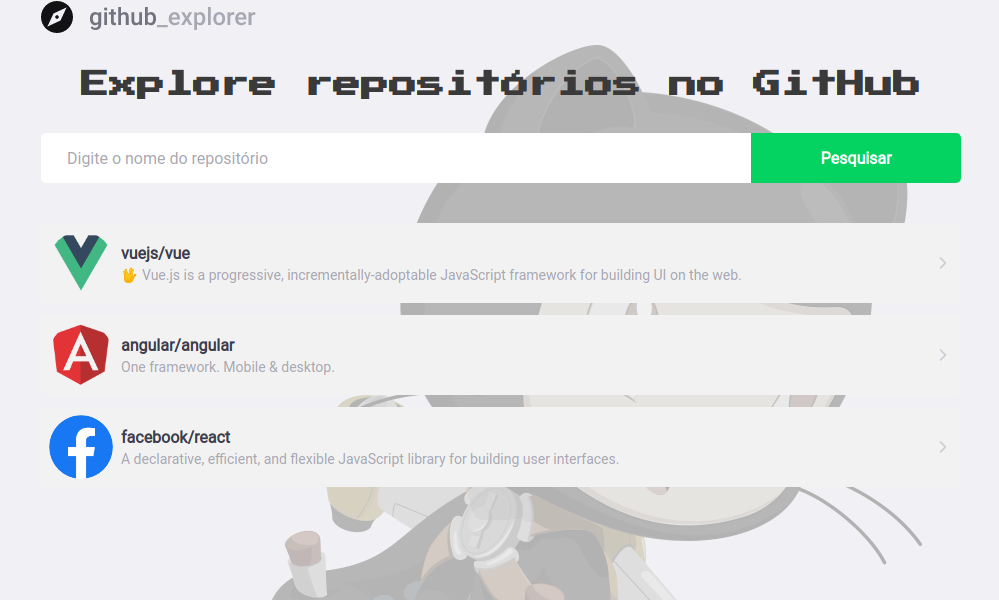 github_explorer
Explore repositórios no GitHub
Digite o nome do repositório
Pesquisar
vuejs/vue
🖖 Vue.js is a progressive, incrementally-adoptable JavaScript framework for building UI on the web.
angular/angular
One framework. Mobile & desktop.
facebook/react
A declarative, efficient, and flexible JavaScript library for building user interfaces.